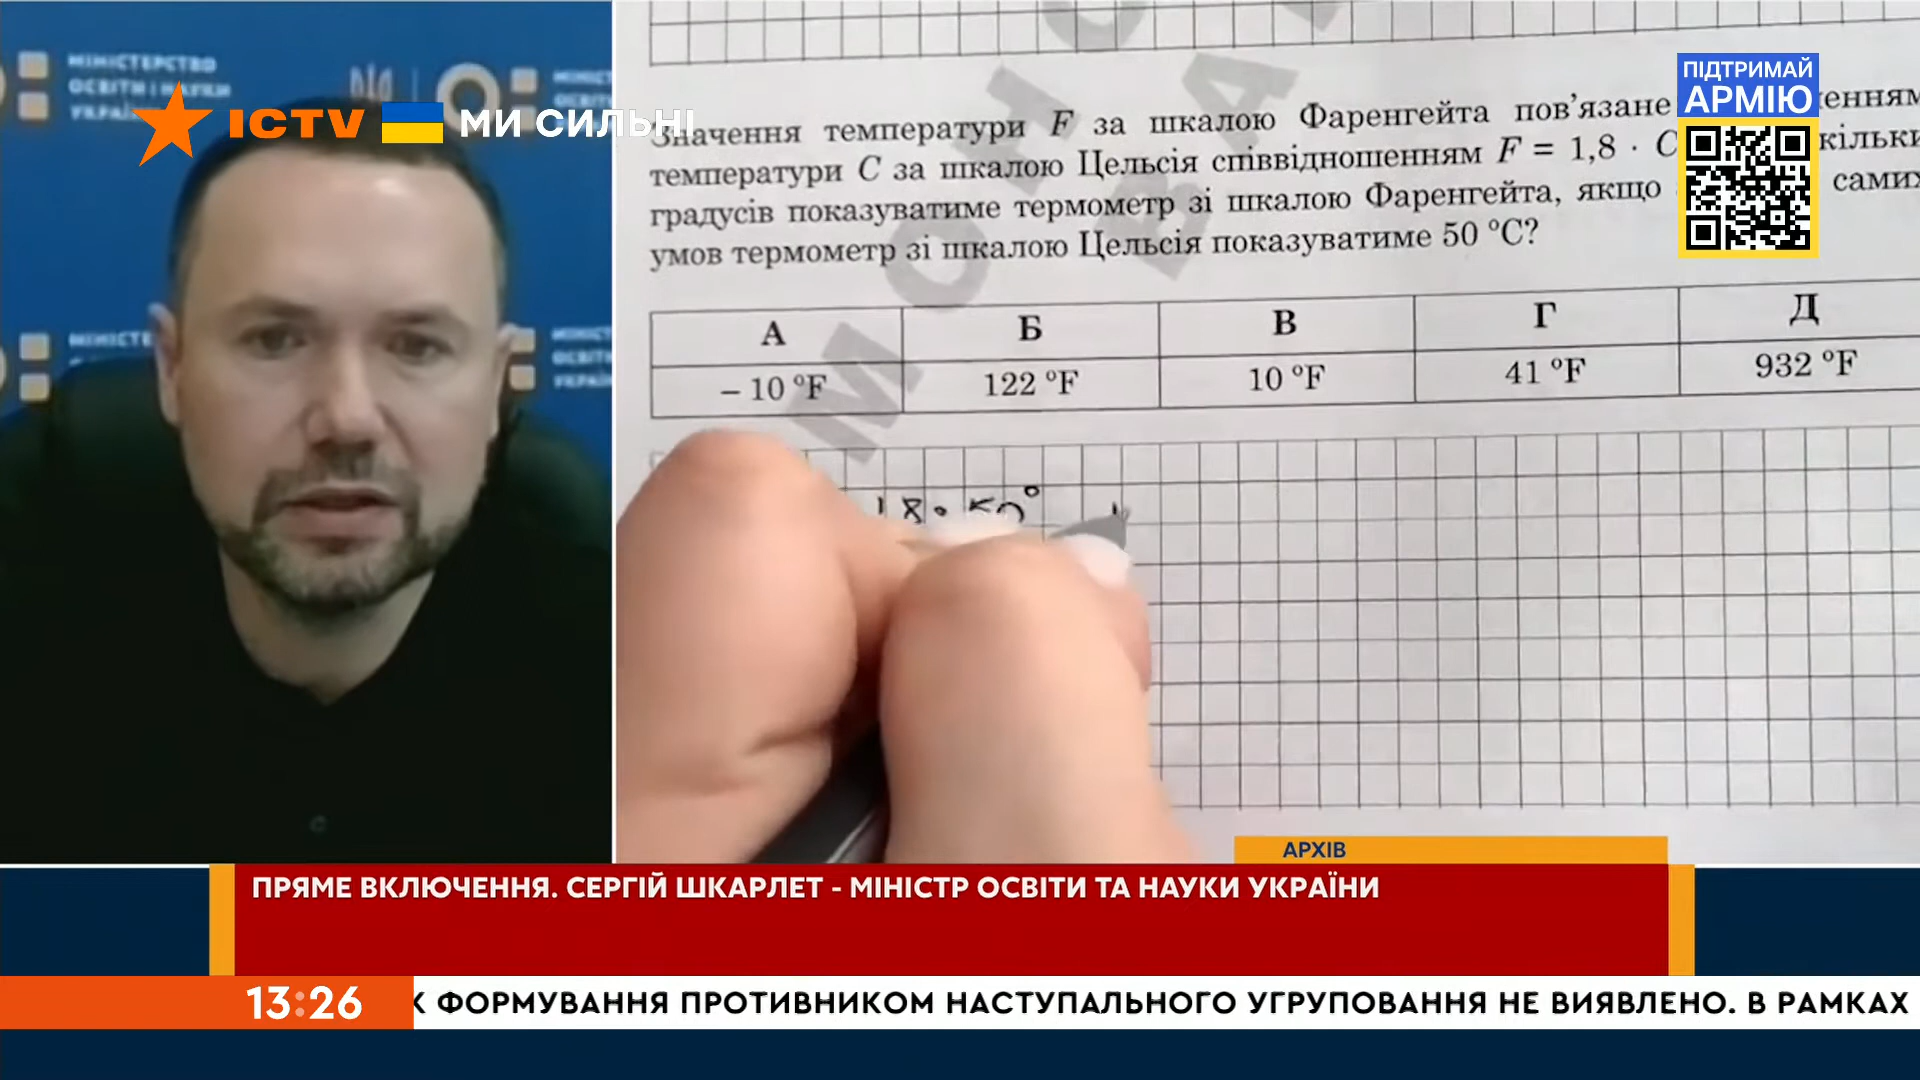 МІНІСТЕРСТВО
ОСВІТИ І НАУКИ
УКРАЇНИ
ICTV МИ СИЛЬНІ
ПІДТРИМАЙ
АРМІЮ
Значення температури F за шкалою Фаренгейта пов’язане
температури C за шкалою Цельсія співвідношенням F = 1,8 · C
градусів показуватиме термометр зі шкалою Фаренгейта, якщо самих
умов термометр зі шкалою Цельсія показуватиме 50 °C?
А Б В Г Д
– 10 °F 122 °F 10 °F 41 °F 932 °F
18 · 50°
АРХІВ
ПРЯМЕ ВКЛЮЧЕННЯ. СЕРГІЙ ШКАРЛЕТ - МІНІСТР ОСВІТИ ТА НАУКИ УКРАЇНИ
13:26 ФОРМУВАННЯ ПРОТИВНИКОМ НАСТУПАЛЬНОГО УГРУПОВАННЯ НЕ ВИЯВЛЕНО. В РАМКАХ